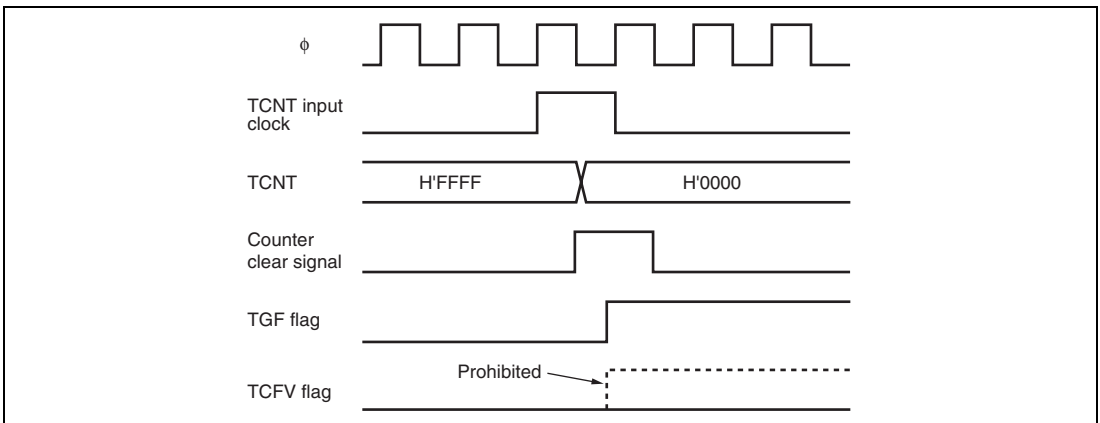 ϕ
TCNT input
clock
TCNT
H'FFFF
H'0000
Counter
clear signal
TGF flag
Prohibited
TCFV flag